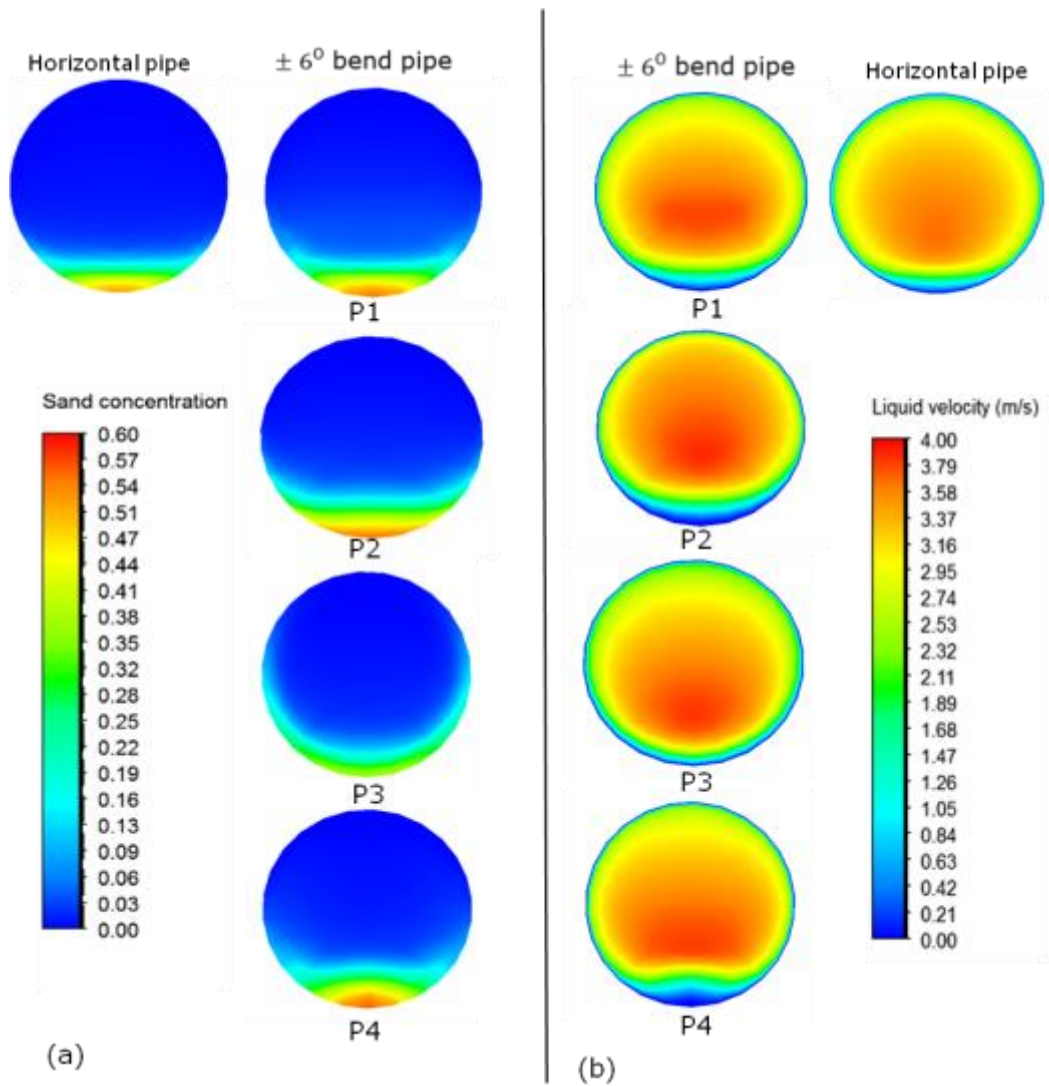 Horizontal pipe
± 6⁰ bend pipe
P1
P2
P3
P4
Sand concentration
0.60
0.57
0.54
0.51
0.47
0.44
0.41
0.38
0.35
0.32
0.28
0.25
0.22
0.19
0.16
0.13
0.09
0.06
0.03
0.00
(a)
± 6⁰ bend pipe
Horizontal pipe
P1
P2
P3
P4
Liquid velocity (m/s)
4.00
3.79
3.58
3.37
3.16
2.95
2.74
2.53
2.32
2.11
1.89
1.68
1.47
1.26
1.05
0.84
0.63
0.42
0.21
0.00
(b)